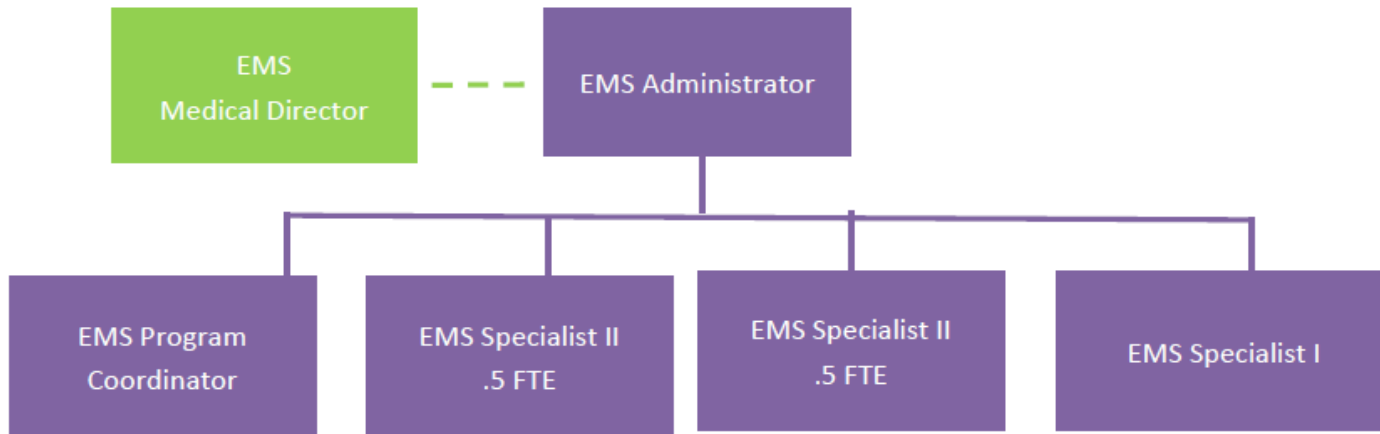 EMS
Medical Director
EMS Administrator
EMS Program
Coordinator
EMS Specialist II
.5 FTE
EMS Specialist II
.5 FTE
EMS Specialist I